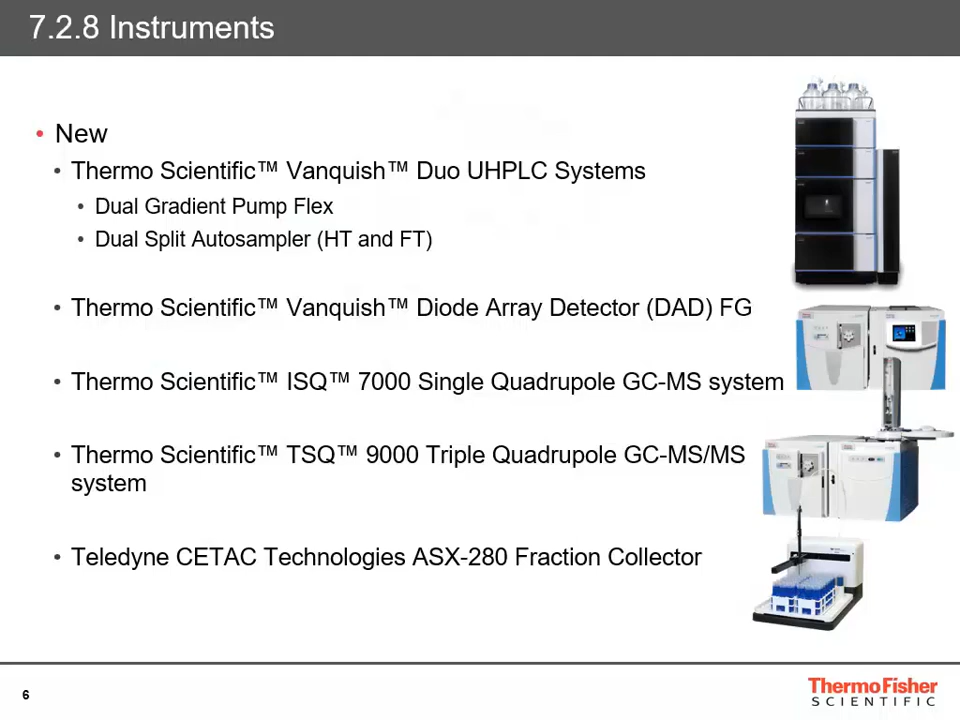 7.2.8 Instruments
• New
• Thermo Scientific™ Vanquish™ Duo UHPLC Systems
• Dual Gradient Pump Flex
• Dual Split Autosampler (HT and FT)
• Thermo Scientific™ Vanquish™ Diode Array Detector (DAD) FG
• Thermo Scientific™ ISQ™ 7000 Single Quadrupole GC-MS system
• Thermo Scientific™ TSQ™ 9000 Triple Quadrupole GC-MS/MS
system
• Teledyne CETAC Technologies ASX-280 Fraction Collector
6
ThermoFisher
SCIENTIFIC